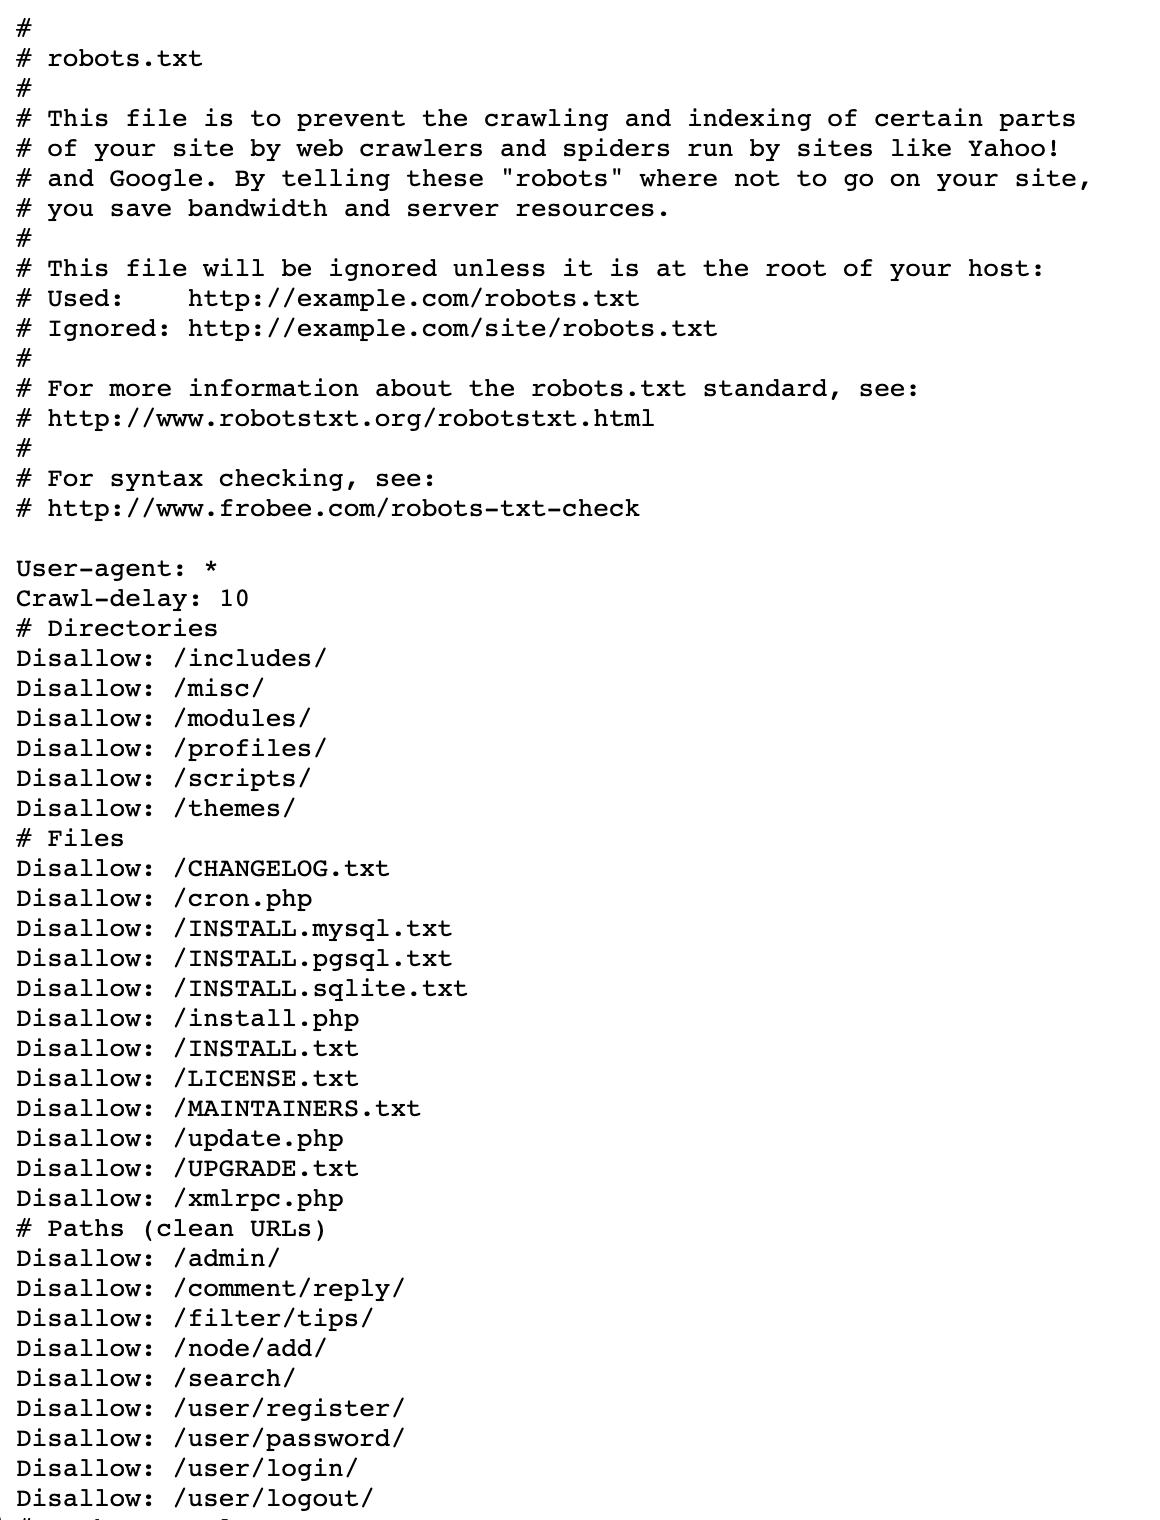 #
# robots.txt
#
# This file is to prevent the crawling and indexing of certain parts
# of your site by web crawlers and spiders run by sites like Yahoo!
# and Google. By telling these "robots" where not to go on your site,
# you save bandwidth and server resources.
#
# This file will be ignored unless it is at the root of your host:
# Used:    http://example.com/robots.txt
# Ignored: http://example.com/site/robots.txt
#
# For more information about the robots.txt standard, see:
# http://www.robotstxt.org/robotstxt.html
#
# For syntax checking, see:
# http://www.frobee.com/robots-txt-check

User-agent: *
Crawl-delay: 10
# Directories
Disallow: /includes/
Disallow: /misc/
Disallow: /modules/
Disallow: /profiles/
Disallow: /scripts/
Disallow: /themes/
# Files
Disallow: /CHANGELOG.txt
Disallow: /cron.php
Disallow: /INSTALL.mysql.txt
Disallow: /INSTALL.pgsql.txt
Disallow: /INSTALL.sqlite.txt
Disallow: /install.php
Disallow: /INSTALL.txt
Disallow: /LICENSE.txt
Disallow: /MAINTAINERS.txt
Disallow: /update.php
Disallow: /UPGRADE.txt
Disallow: /xmlrpc.php
# Paths (clean URLs)
Disallow: /admin/
Disallow: /comment/reply/
Disallow: /filter/tips/
Disallow: /node/add/
Disallow: /search/
Disallow: /user/register/
Disallow: /user/password/
Disallow: /user/login/
Disallow: /user/logout/